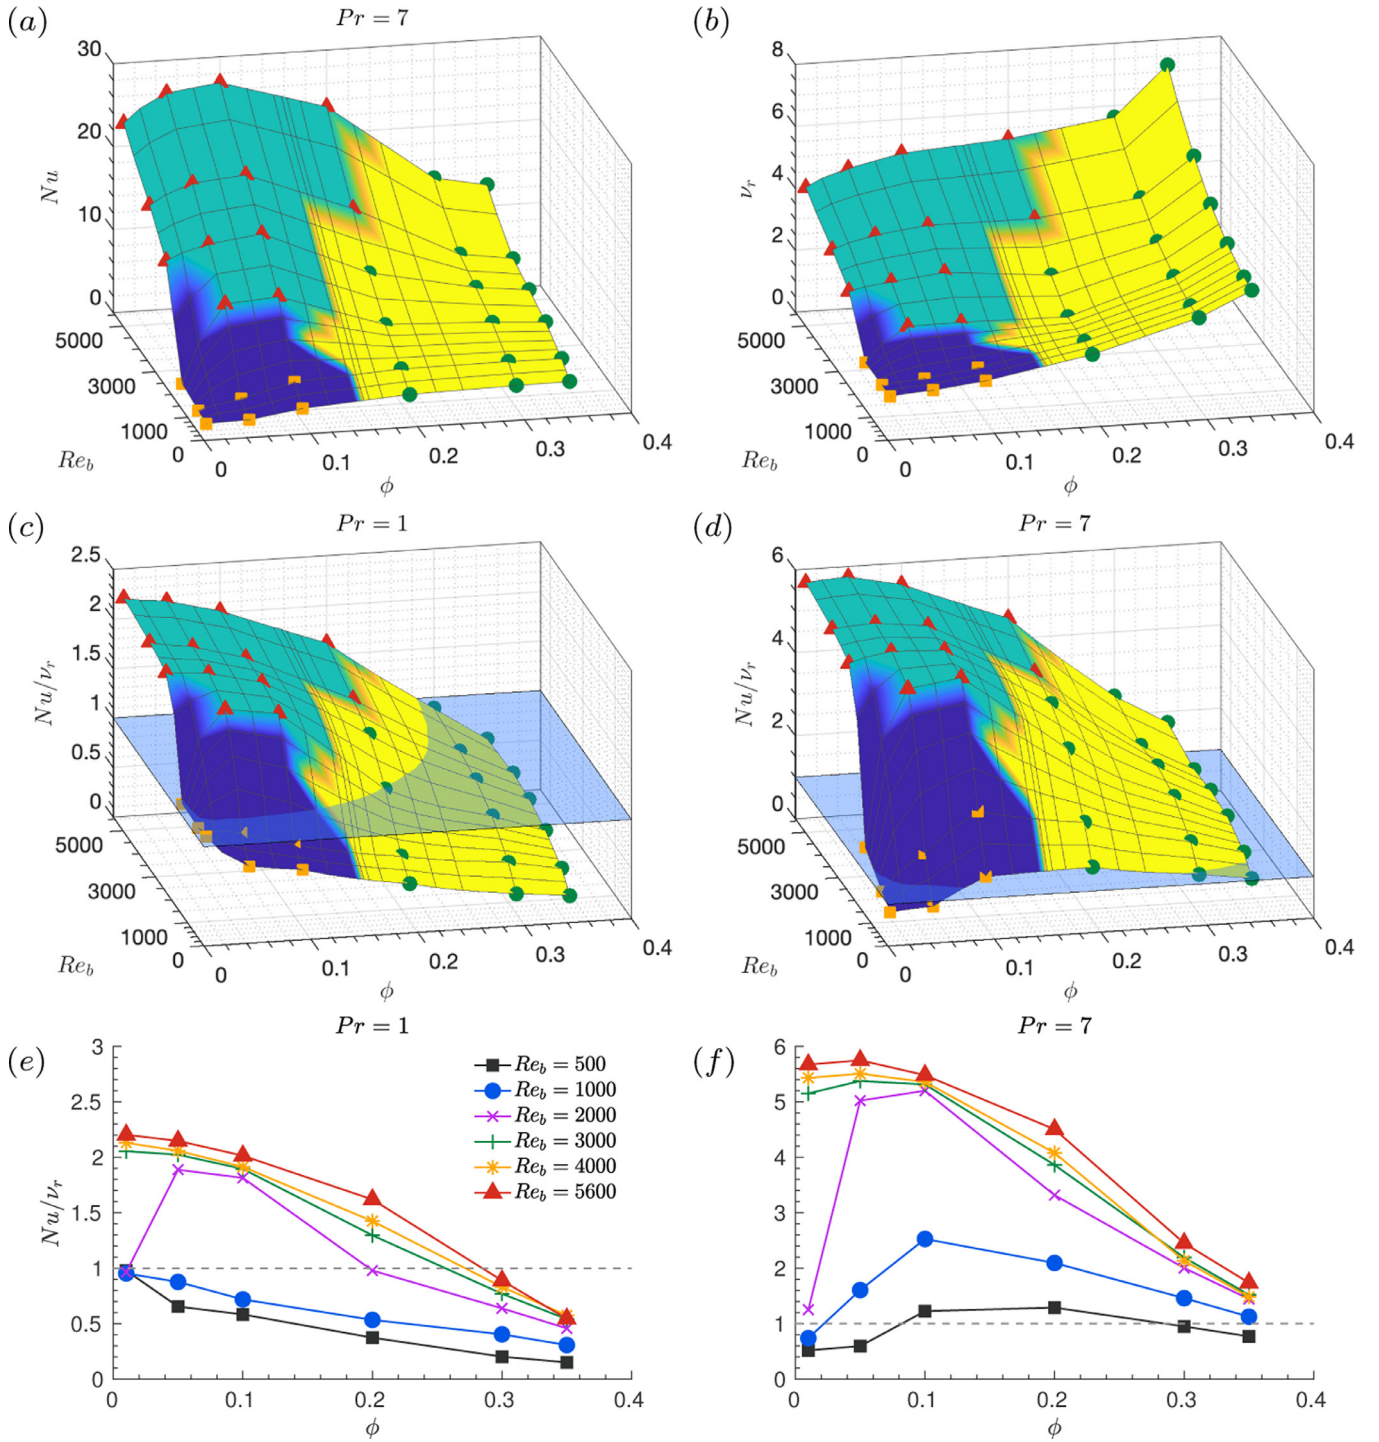 (a)
Pr = 7
30
20
10
0
Nu
5000
3000
1000
0
Re_b
0
0.1
0.2
0.3
0.4
ϕ
(b)
8
6
4
2
0
ν_r
5000
3000
1000
0
Re_b
0
0.1
0.2
0.3
0.4
ϕ
(c)
Pr = 1
2.5
2
1.5
1
0.5
0
Nu/ν_r
5000
3000
1000
0
Re_b
0
0.1
0.2
0.3
0.4
ϕ
(d)
Pr = 7
6
4
2
0
Nu/ν_r
5000
3000
1000
0
Re_b
0
0.1
0.2
0.3
0.4
ϕ
(e)
Pr = 1
3
2.5
2
1.5
1
0.5
0
Nu/ν_r
Re_b = 500
Re_b = 1000
Re_b = 2000
Re_b = 3000
Re_b = 4000
Re_b = 5600
0
0.1
0.2
0.3
0.4
ϕ
(f)
Pr = 7
6
5
4
3
2
1
0
0
0.1
0.2
0.3
0.4
ϕ